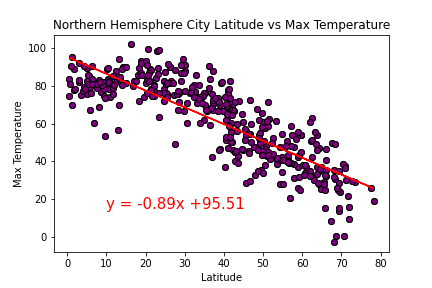 Northern Hemisphere City Latitude vs Max Temperature
Max Temperature
100
80
60
40
20
0
y = -0.89x +95.51
0 10 20 30 40 50 60 70 80
Latitude